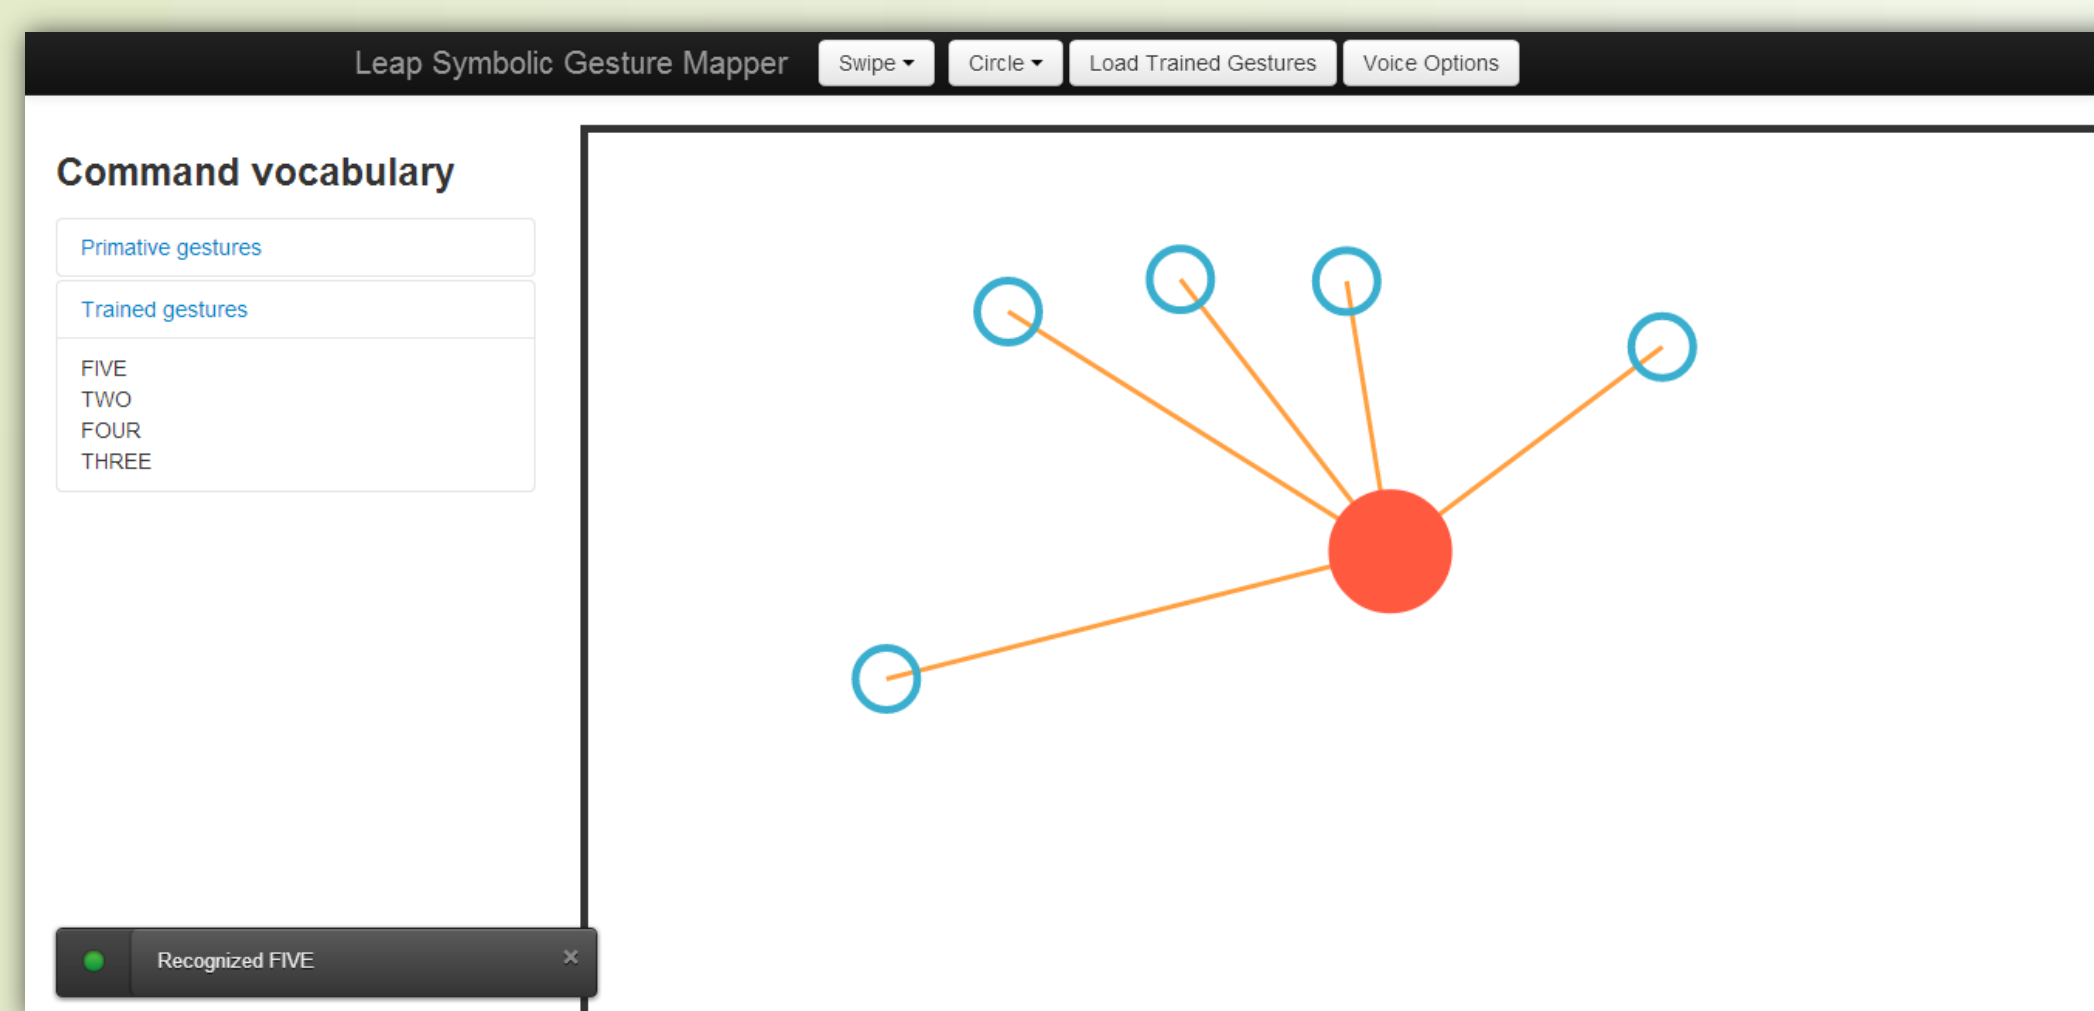 Leap Symbolic Gesture Mapper Swipe Circle Load Trained Gestures Voice Options
Command vocabulary
Primative gestures
Trained gestures
FIVE
TWO
FOUR
THREE
Recognized FIVE ×